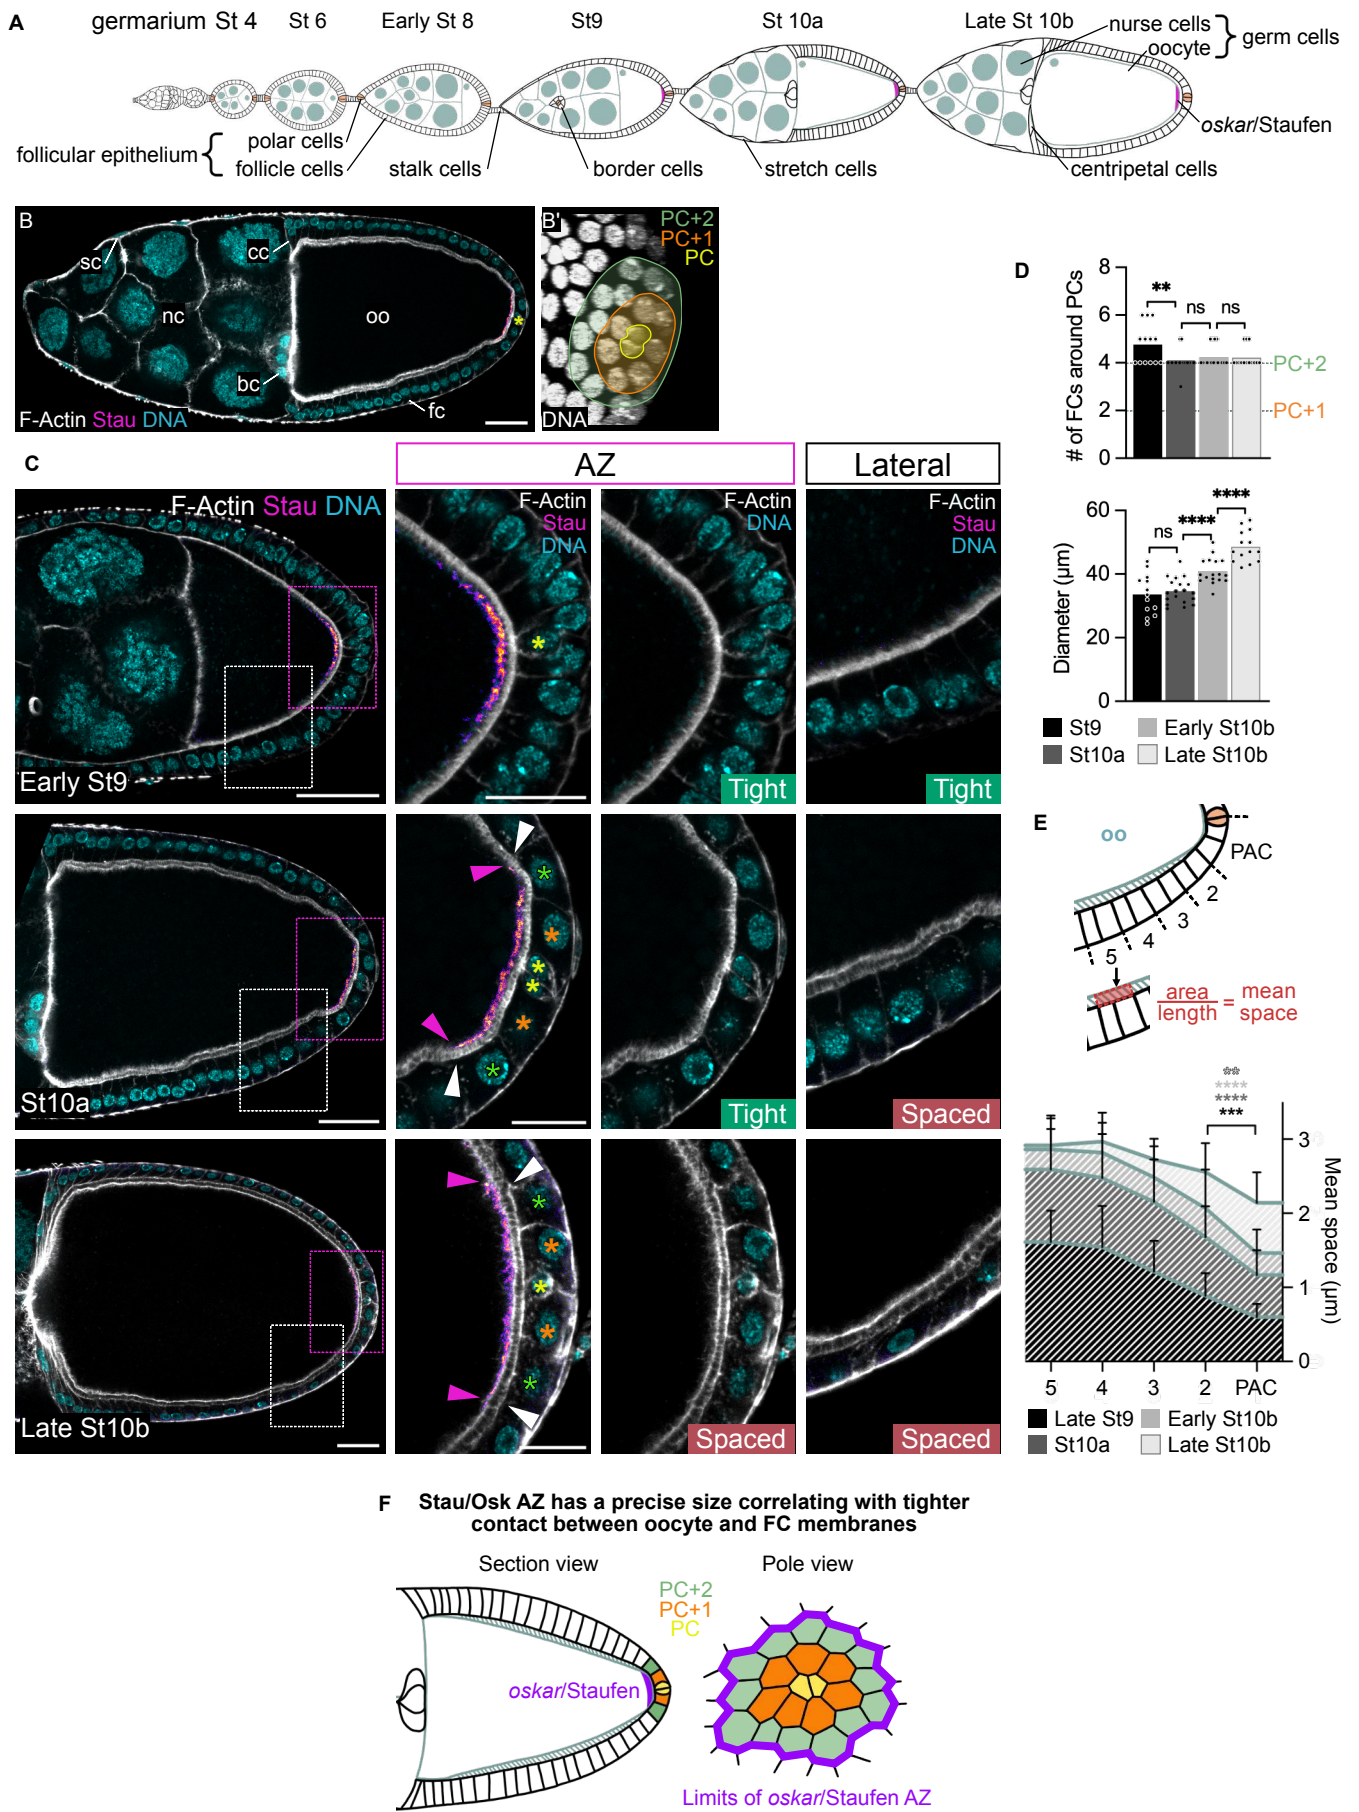 A
germarium St 4 St 6 Early St 8 St9 St 10a Late St 10b
nurse cells
oocyte } germ cells
oskar/Staufen
follicular epithelium {
polar cells
follicle cells
stalk cells
border cells
stretch cells
centripetal cells
B
sc
cc
nc
oo
*
bc
fc
F-Actin Stau DNA
B'
PC+2
PC+1
PC
DNA
D
# of FCs around PCs
8
6
4
2
0
** ns ns
PC+2
PC+1
Diameter (µm)
60
40
20
0
ns **** ****
St9 Early St10b
St10a Late St10b
C
AZ
Lateral
F-Actin Stau DNA
Early St9
F-Actin
Stau
DNA
*
F-Actin
DNA
Tight
F-Actin
Stau
DNA
Tight
St10a
*
*
*
*
*
*
Tight
Spaced
Late St10b
*
*
*
*
*
Spaced
Spaced
E
oo
PAC
2
3
4
5
area
length
= mean
space
**
****
****
***
3
2
1
0
Mean space (µm)
5 4 3 2 PAC
Late St9 Early St10b
St10a Late St10b
F
Stau/Osk AZ has a precise size correlating with tighter
contact between oocyte and FC membranes
Section view
Pole view
PC+2
PC+1
PC
oskar/Staufen
Limits of oskar/Staufen AZ